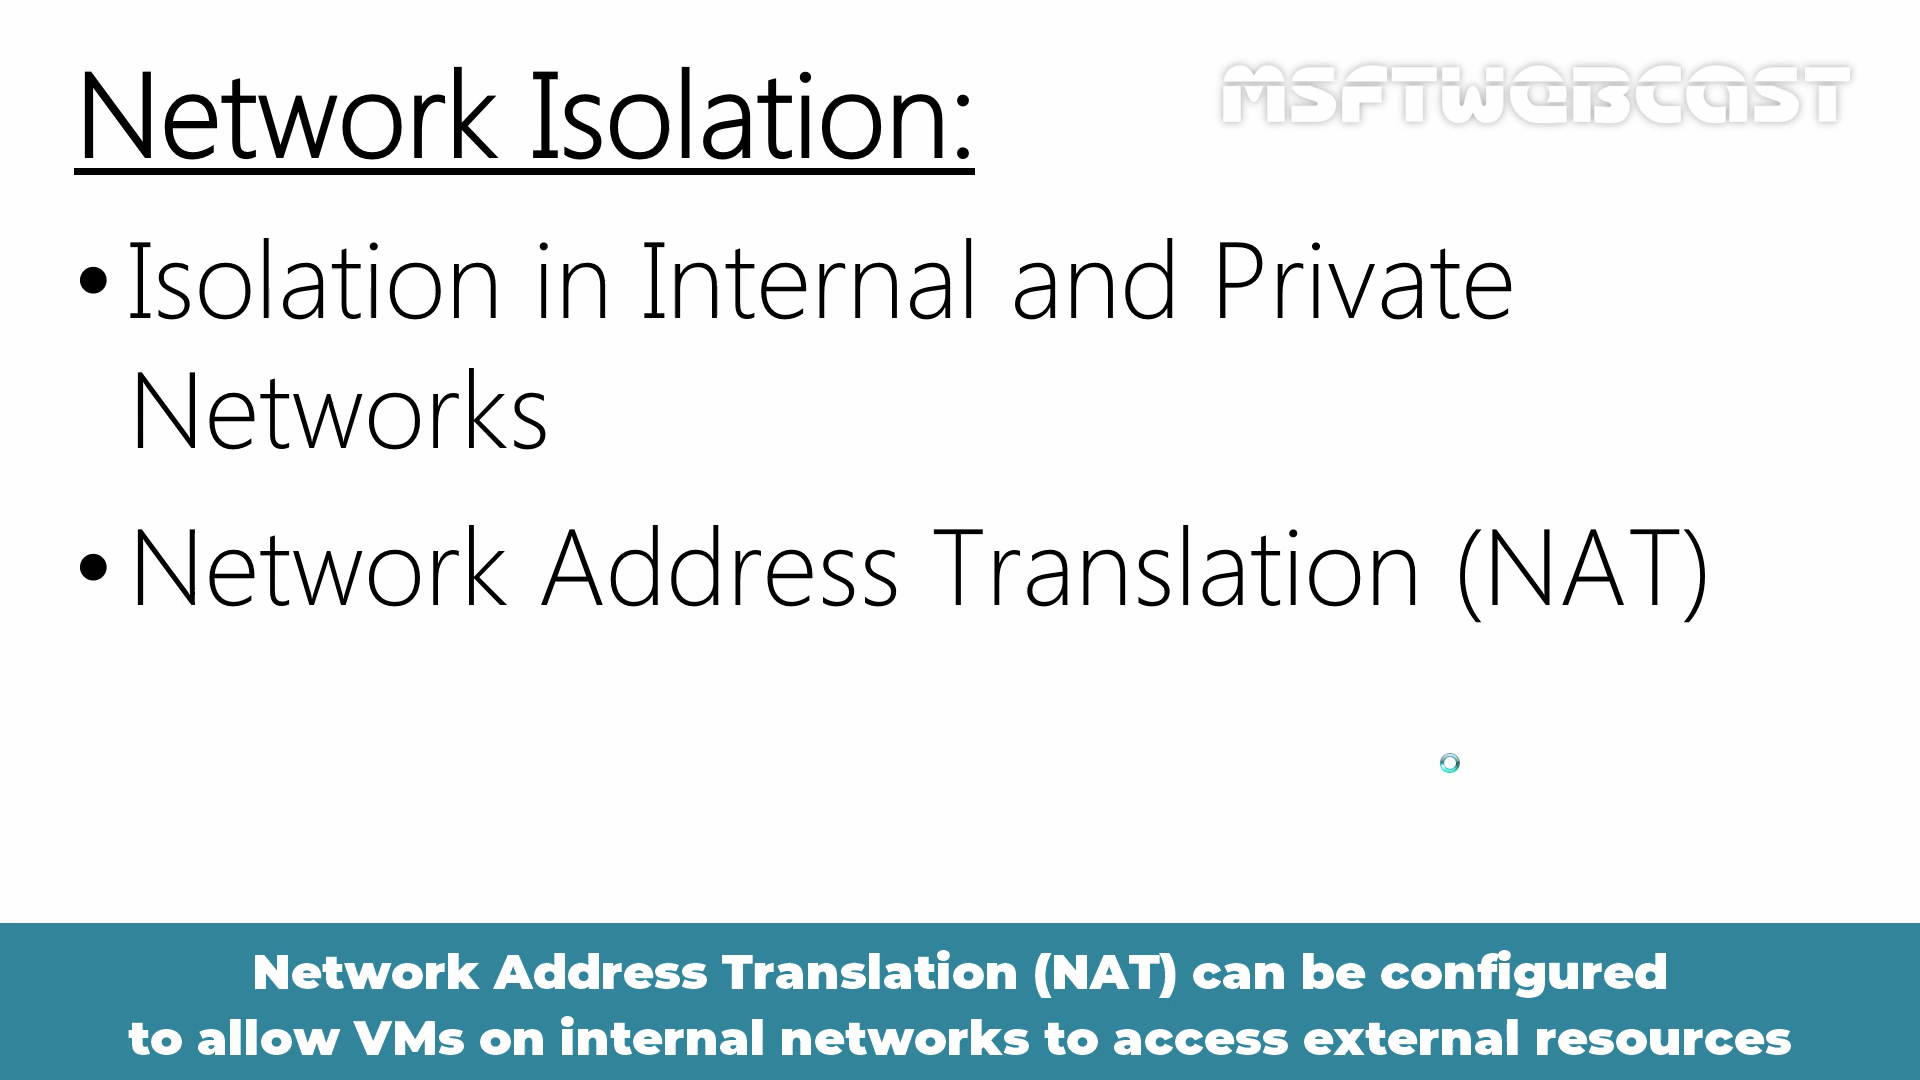 Network Isolation:
MSFTWEBCAST
•Isolation in Internal and Private
Networks
•Network Address Translation (NAT)
Network Address Translation (NAT) can be configured
to allow VMs on internal networks to access external resources